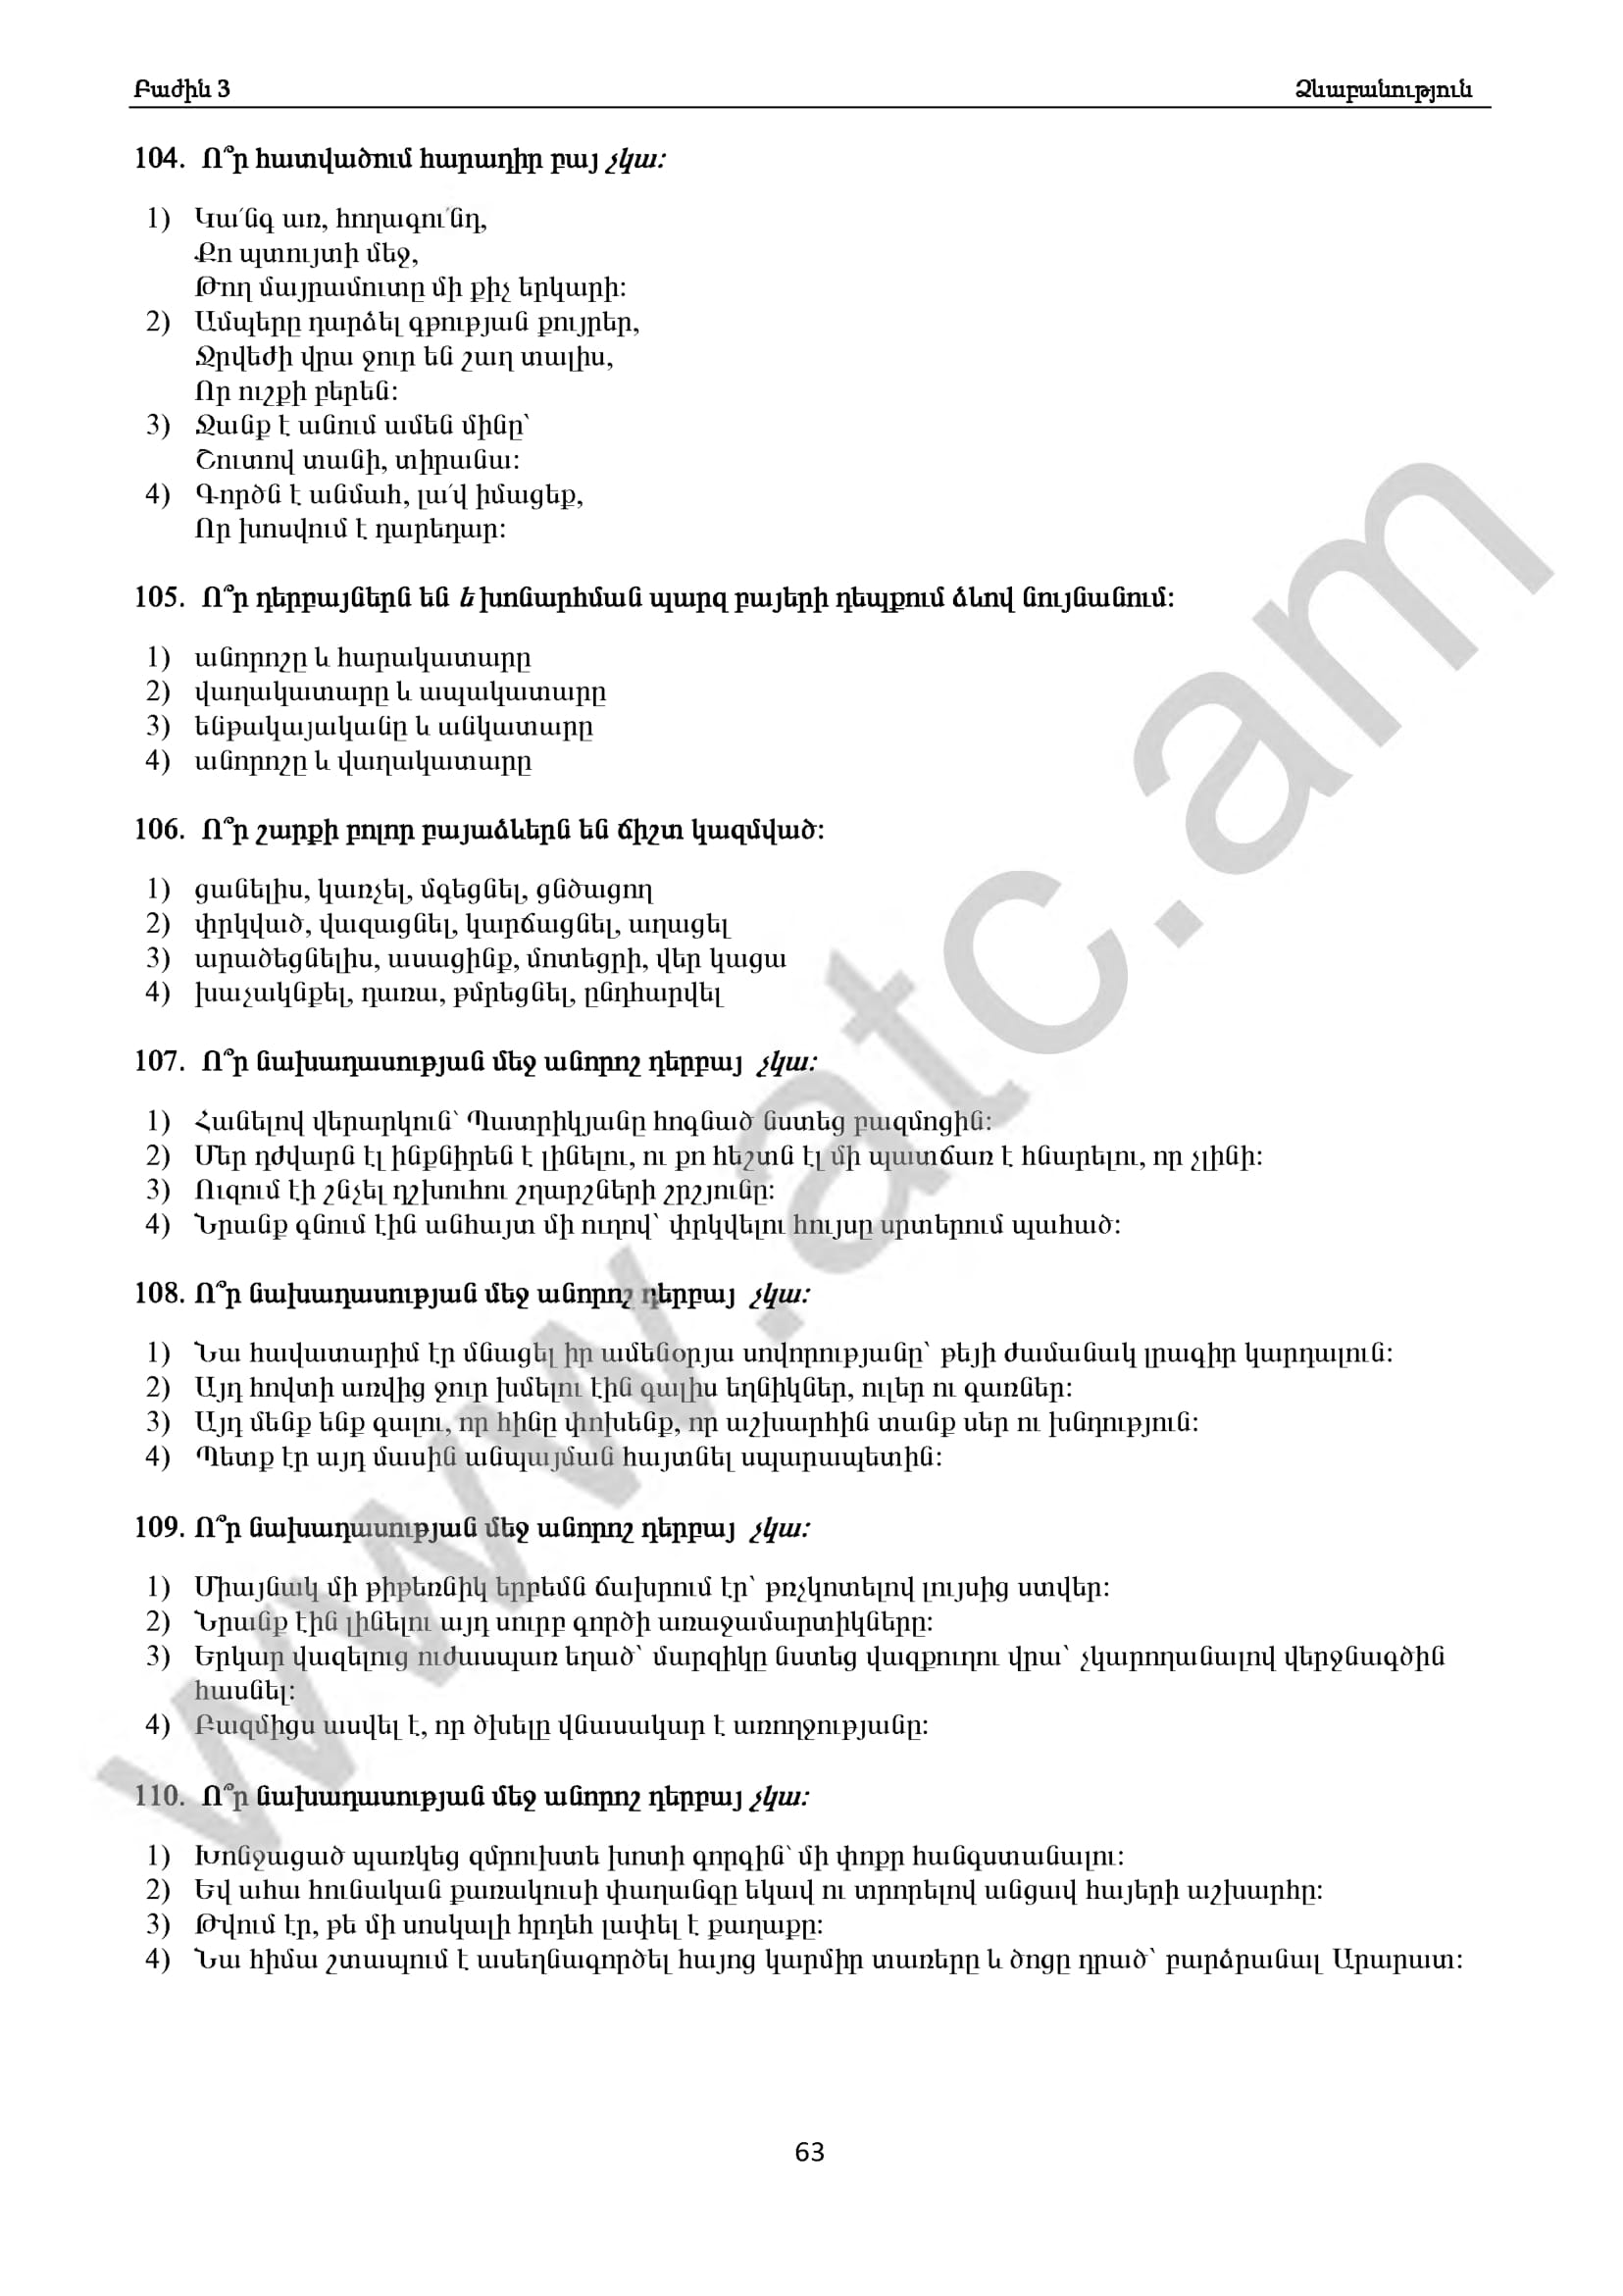 Բաժին 3 Ձևաբանություն
104. Ո՞ր հատվածում հարադիր բայ չկա:
1) Կա՛նգ առ, հողագու՛նդ,
Քո պտույտի մեջ,
Թող մայրամուտը մի քիչ երկարի:
2) Ամպերը դարձել գթության քույրեր,
Ջրվեժի վրա ջուր են շաղ տալիս,
Որ ուշքի բերեն:
3) Ջանք է անում ամեն մինը՝
Շուտով տանի, տիրանա:
4) Գործն է անմահ, լա՛վ իմացեք,
Որ խոսվում է դարեդար:
105. Ո՞ր դերբայներն են ե խոնարհման պարզ բայերի դեպքում ձևով նույնանում:
1) անորոշը և հարակատարը
2) վաղակատարը և ապակատարը
3) ենթակայականը և անկատարը
4) անորոշը և վաղակատարը
106. Ո՞ր շարքի բոլոր բայաձևերն են ճիշտ կազմված:
1) ցանելիս, կառչել, մզեցնել, ցնծացող
2) փրկված, վազացնել, կարճացնել, աղացել
3) արածեցնելիս, ասացինք, մոտեցրի, վեր կացա
4) խաչակնքել, դառա, թմրեցնել, ընդհարվել
107. Ո՞ր նախադասության մեջ անորոշ դերբայ չկա:
1) Հանելով վերարկուն՝ Պատրիկյանը հոգնած նստեց բազմոցին:
2) Մեր դժվարն էլ ինքնիրեն է լինելու, ու քո հեշտն էլ մի պատճառ է հնարելու, որ չլինի:
3) Ուզում էի շնչել դշխուհու շղարշների շրշյունը:
4) Նրանք գնում էին անհայտ մի ուղով՝ փրկվելու հույսը սրտերում պահած:
108. Ո՞ր նախադասության մեջ անորոշ դերբայ չկա:
1) Նա հավատարիմ էր մնացել իր ամենօրյա սովորությանը՝ թեյի ժամանակ լրագիր կարդալուն:
2) Այդ հովտի առվից ջուր խմելու էին գալիս եղնիկներ, ուլեր ու գառներ:
3) Այդ մենք ենք գալու, որ հինը փոխենք, որ աշխարհին տանք սեր ու խնդություն:
4) Պետք էր այդ մասին անպայման հայտնել սպարապետին:
109. Ո՞ր նախադասության մեջ անորոշ դերբայ չկա:
1) Միայնակ մի թիթեռնիկ երբեմն ճախրում էր՝ թռչկոտելով լույսից ստվեր:
2) Նրանք էին լինելու այդ սուրբ գործի առաջամարտիկները:
3) Երկար վազելուց ուժասպառ եղած՝ մարզիկը նստեց վազքուղու վրա՝ չկարողանալով վերջնագծին
հասնել:
4) Բազմիցս ասվել է, որ ծխելը վնասակար է առողջությանը:
110. Ո՞ր նախադասության մեջ անորոշ դերբայ չկա:
1) Խոնջացած պառկեց զմրուխտե խոտի գորգին՝ մի փոքր հանգստանալու:
2) Եվ ահա հունական քառակուսի փաղանգը եկավ ու տրորելով անցավ հայերի աշխարհը:
3) Թվում էր, թե մի սոսկալի հրդեհ լափել է քաղաքը:
4) Նա հիմա շտապում է ասեղնագործել հայոց կարմիր տառերը և ծոցը դրած՝ բարձրանալ Արարատ:
63
www.atc.am